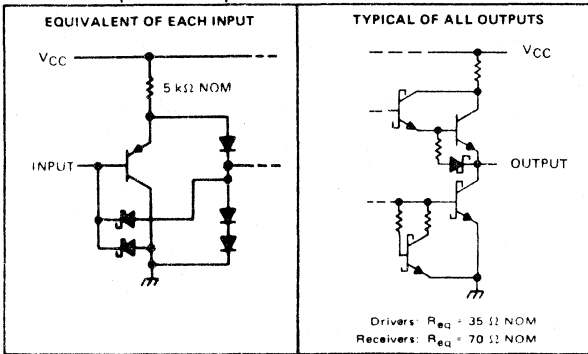 EQUIVALENT OF EACH INPUT
VCC
5 kΩ NOM
INPUT
TYPICAL OF ALL OUTPUTS
VCC
OUTPUT
Drivers: Req = 35 Ω NOM
Receivers: Req = 70 Ω NOM